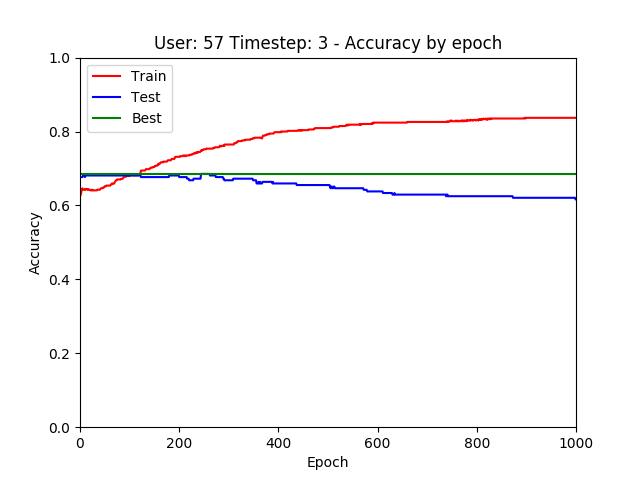 User: 57 Timestep: 3 - Accuracy by epoch
1.0
0.8
0.6
0.4
0.2
0.0
Accuracy
Train
Test
Best
0 200 400 600 800 1000
Epoch